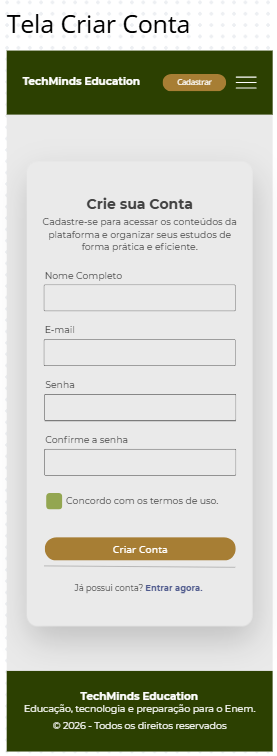 Tela Criar Conta
TechMinds Education
Cadastrar
Crie sua Conta
Cadastre-se para acessar os conteúdos da
plataforma e organizar seus estudos de
forma prática e eficiente.
Nome Completo
E-mail
Senha
Confirme a senha
Concordo com os termos de uso.
Criar Conta
Já possui conta? Entrar agora.
TechMinds Education
Educação, tecnologia e preparação para o Enem.
© 2026 - Todos os direitos reservados